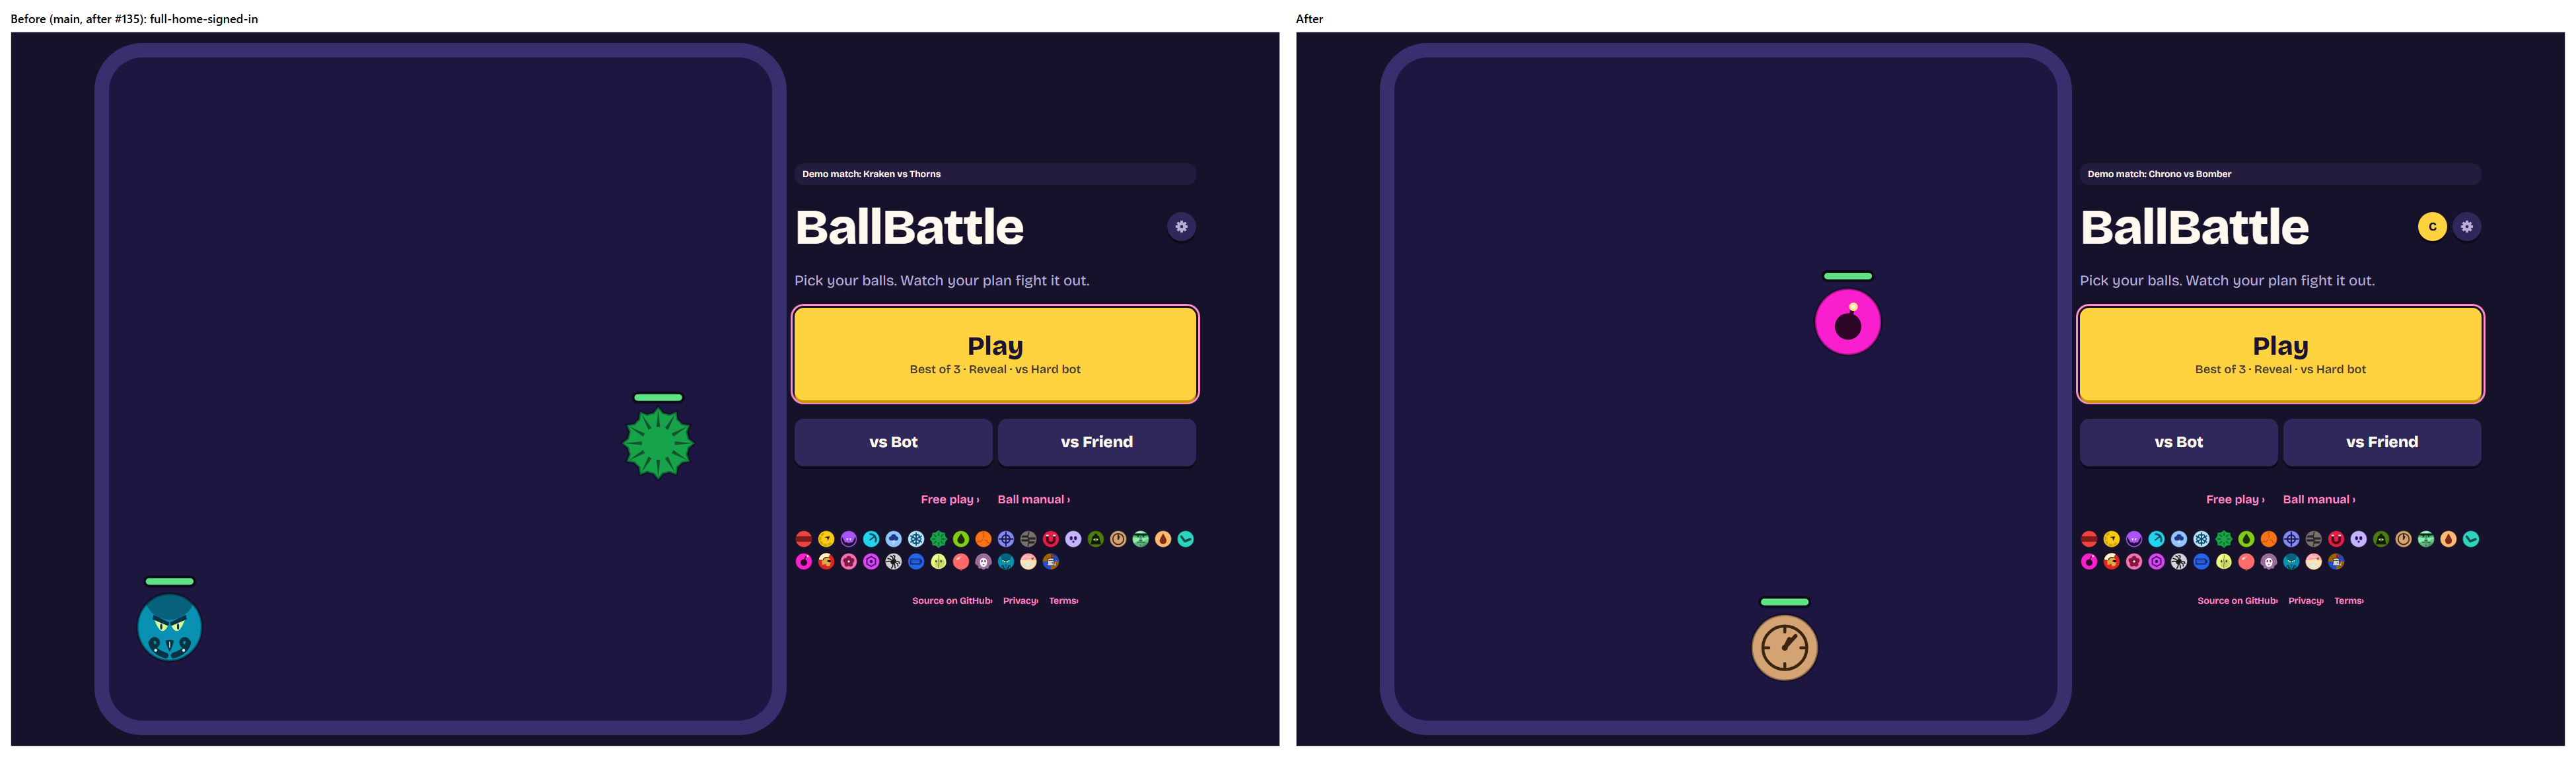 Before (main, after #135): full-home-signed-in
Demo match: Kraken vs Thorns
BallBattle
Pick your balls. Watch your plan fight it out.
Play
Best of 3 · Reveal · vs Hard bot
vs Bot
vs Friend
Free play ›
Ball manual ›
Source on GitHub›
Privacy›
Terms›
After
Demo match: Chrono vs Bomber
BallBattle
C
Pick your balls. Watch your plan fight it out.
Play
Best of 3 · Reveal · vs Hard bot
vs Bot
vs Friend
Free play ›
Ball manual ›
Source on GitHub›
Privacy›
Terms›